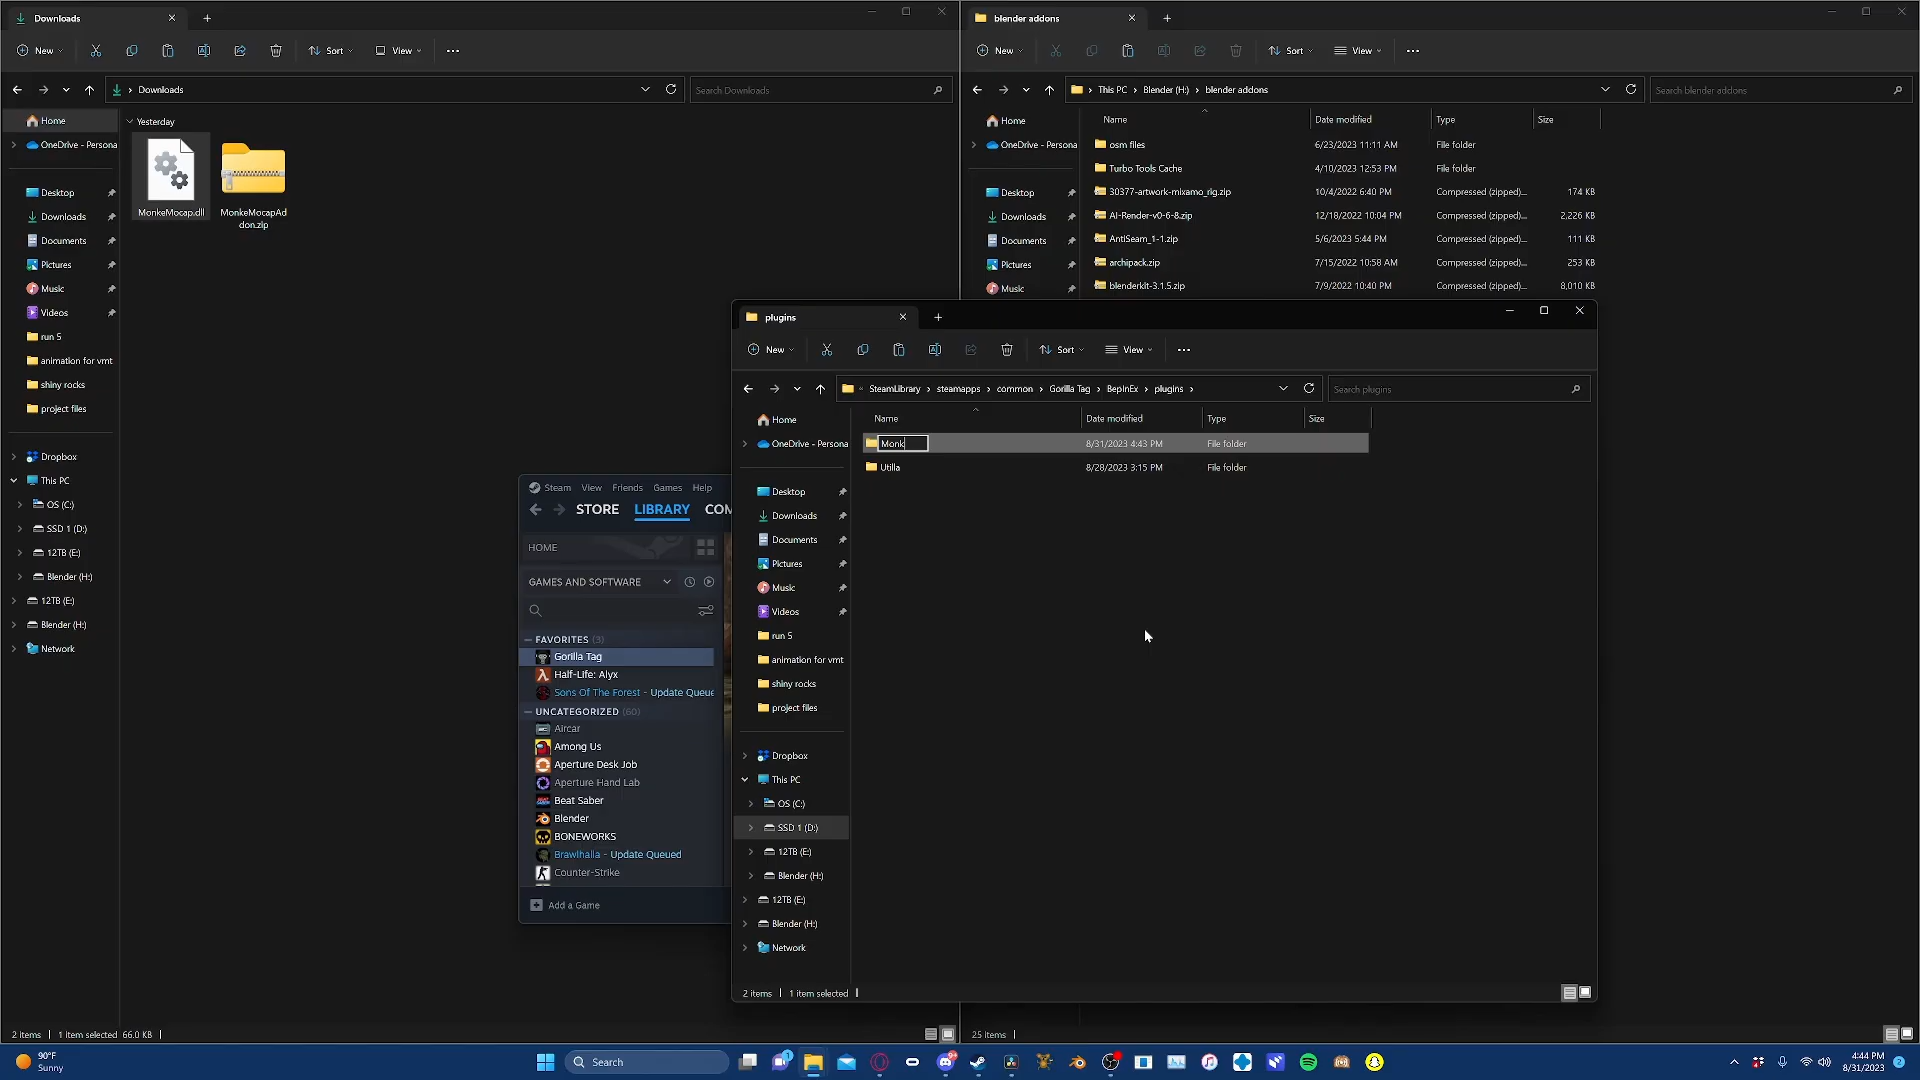 Downloads
New
Sort
View
Downloads
Search Downloads
Home
OneDrive - Persona
Desktop
Downloads
Documents
Pictures
Music
Videos
run 5
animation for vmt
shiny rocks
project files
Dropbox
This PC
OS (C:)
SSD 1 (D:)
12TB (E:)
Blender (H:)
12TB (E:)
Blender (H:)
Network
Yesterday
MonkeMocap.dll
MonkeMocapAd
don.zip
2 items
1 item selected 66.0 KB
blender addons
New
Sort
View
This PC > Blender (H:) > blender addons
Search blender addons
Home
OneDrive - Persona
Desktop
Downloads
Documents
Pictures
Music
Name Date modified Type Size
osm files 6/23/2023 11:11 AM File folder
Turbo Tools Cache 4/10/2023 12:53 PM File folder
30377-artwork-mixamo_rig.zip 10/4/2022 6:40 PM Compressed (zipped)... 174 KB
AI-Render-v0-6-8.zip 12/18/2022 10:04 PM Compressed (zipped)... 2,226 KB
AntiSeam_1-1.zip 5/6/2023 5:44 PM Compressed (zipped)... 111 KB
archipack.zip 7/15/2022 10:58 AM Compressed (zipped)... 253 KB
blenderkit-3.1.5.zip 7/9/2022 10:40 PM Compressed (zipped)... 8,010 KB
25 items
plugins
New
Sort
View
« SteamLibrary > steamapps > common > Gorilla Tag > BepInEx > plugins >
Search plugins
Home
OneDrive - Persona
Desktop
Downloads
Documents
Pictures
Music
Videos
run 5
animation for vmt
shiny rocks
project files
Dropbox
This PC
OS (C:)
SSD 1 (D:)
12TB (E:)
Blender (H:)
12TB (E:)
Blender (H:)
Network
Name Date modified Type Size
Monk 8/31/2023 4:43 PM File folder
Utilla 8/28/2023 3:15 PM File folder
2 items
1 item selected
Steam View Friends Games Help
STORE LIBRARY COM
HOME
GAMES AND SOFTWARE
FAVORITES (3)
Gorilla Tag
Half-Life: Alyx
Sons Of The Forest - Update Queue
UNCATEGORIZED (60)
Aircar
Among Us
Aperture Desk Job
Aperture Hand Lab
Beat Saber
Blender
BONEWORKS
Brawlhalla - Update Queued
Counter-Strike
Add a Game
90°F
Sunny
Search
4:44 PM
8/31/2023